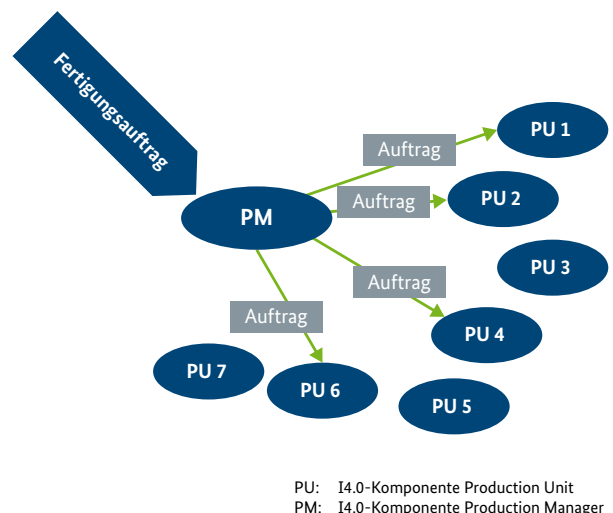 Fertigungsauftrag
PU 1
Auftrag
PM
Auftrag
PU 2
PU 3
Auftrag
Auftrag
PU 4
PU 7
PU 6
PU 5
PU: I4.0-Komponente Production Unit
PM: I4.0-Komponente Production Manager